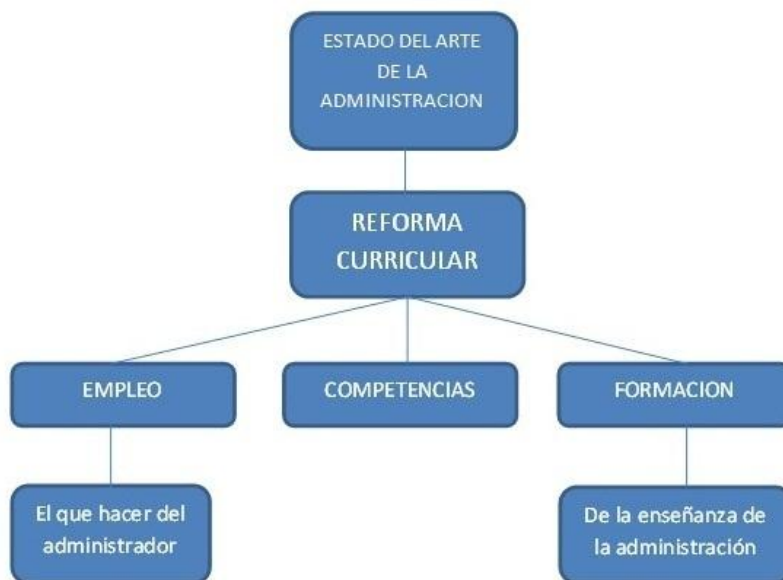 ESTADO DEL ARTE
DE LA
ADMINISTRACION
REFORMA
CURRICULAR
EMPLEO
COMPETENCIAS
FORMACION
El que hacer del
administrador
De la enseñanza de
la administración